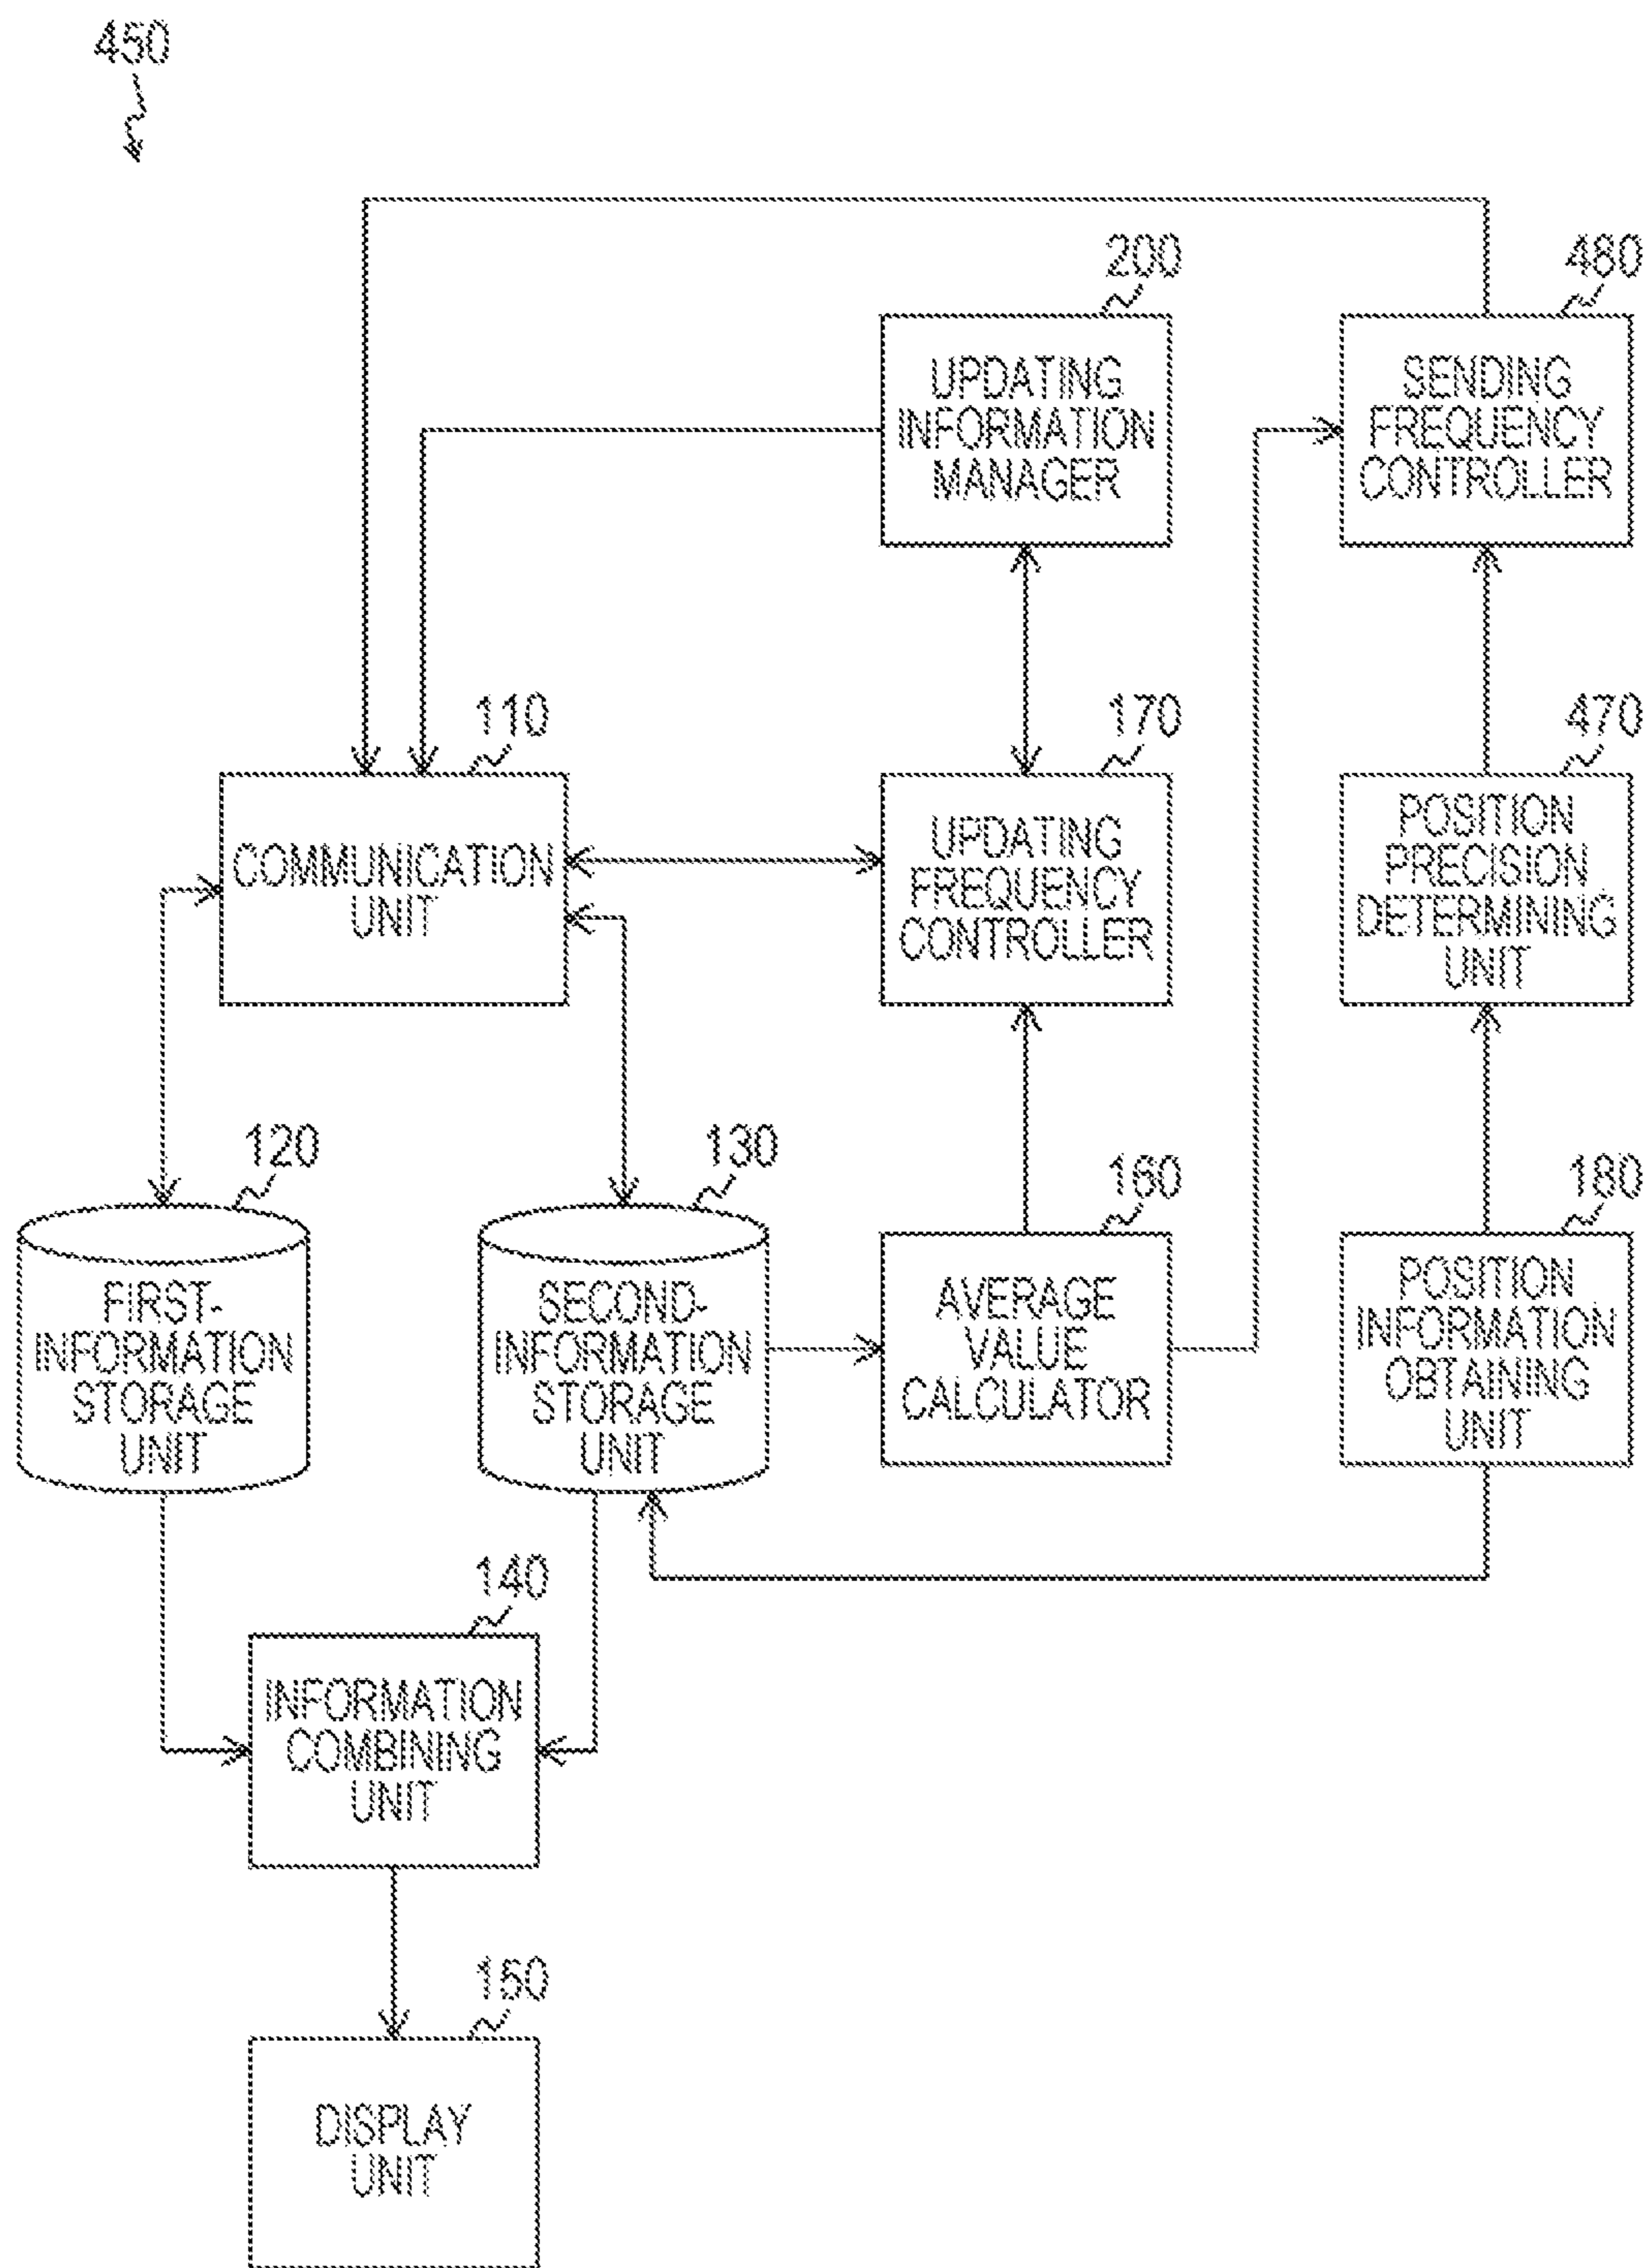 450
200
UPDATING
INFORMATION
MANAGER
480
SENDING
FREQUENCY
CONTROLLER
110
COMMUNICATION
UNIT
170
UPDATING
FREQUENCY
CONTROLLER
470
POSITION
PRECISION
DETERMINING
UNIT
120
FIRST-
INFORMATION
STORAGE
UNIT
130
SECOND-
INFORMATION
STORAGE
UNIT
160
AVERAGE
VALUE
CALCULATOR
180
POSITION
INFORMATION
OBTAINING
UNIT
140
INFORMATION
COMBINING
UNIT
150
DISPLAY
UNIT